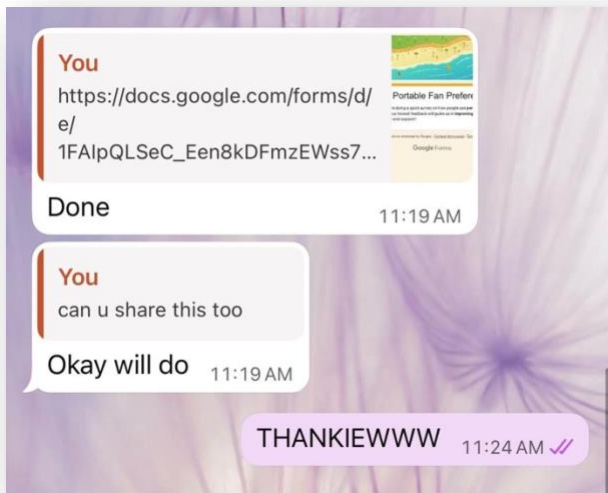 You
https://docs.google.com/forms/d/
e/
1FAIpQLSeC_Een8kDFmzEWss7...
Portable Fan Prefere
Google Forms
Done
11:19 AM
You
can u share this too
Okay will do 11:19 AM
THANKIEWWW 11:24 AM